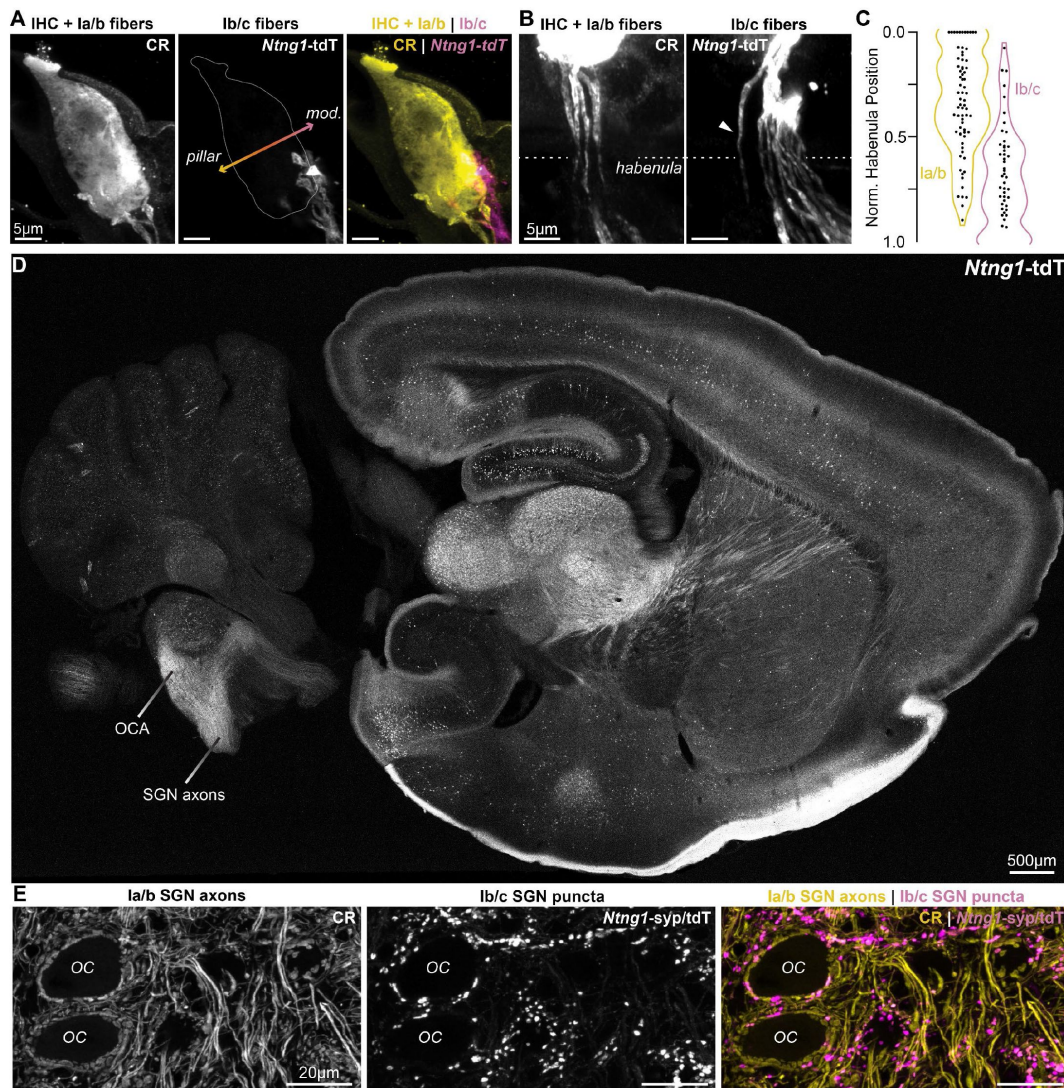 A
IHC + Ia/b fibers
Ib/c fibers
IHC + Ia/b | Ib/c
CR
Ntng1-tdT
CR | Ntng1-tdT
mod.
pillar
5µm
B
IHC + Ia/b fibers
Ib/c fibers
CR
Ntng1-tdT
habenula
5µm
C
Norm. Habenula Position
0.0
0.5
1.0
Ib/c
Ia/b
D
Ntng1-tdT
OCA
SGN axons
500µm
E
Ia/b SGN axons
Ib/c SGN puncta
Ia/b SGN axons | Ib/c SGN puncta
CR
Ntng1-syp/tdT
CR | Ntng1-syp/tdT
OC
OC
OC
OC
OC
OC
20µm